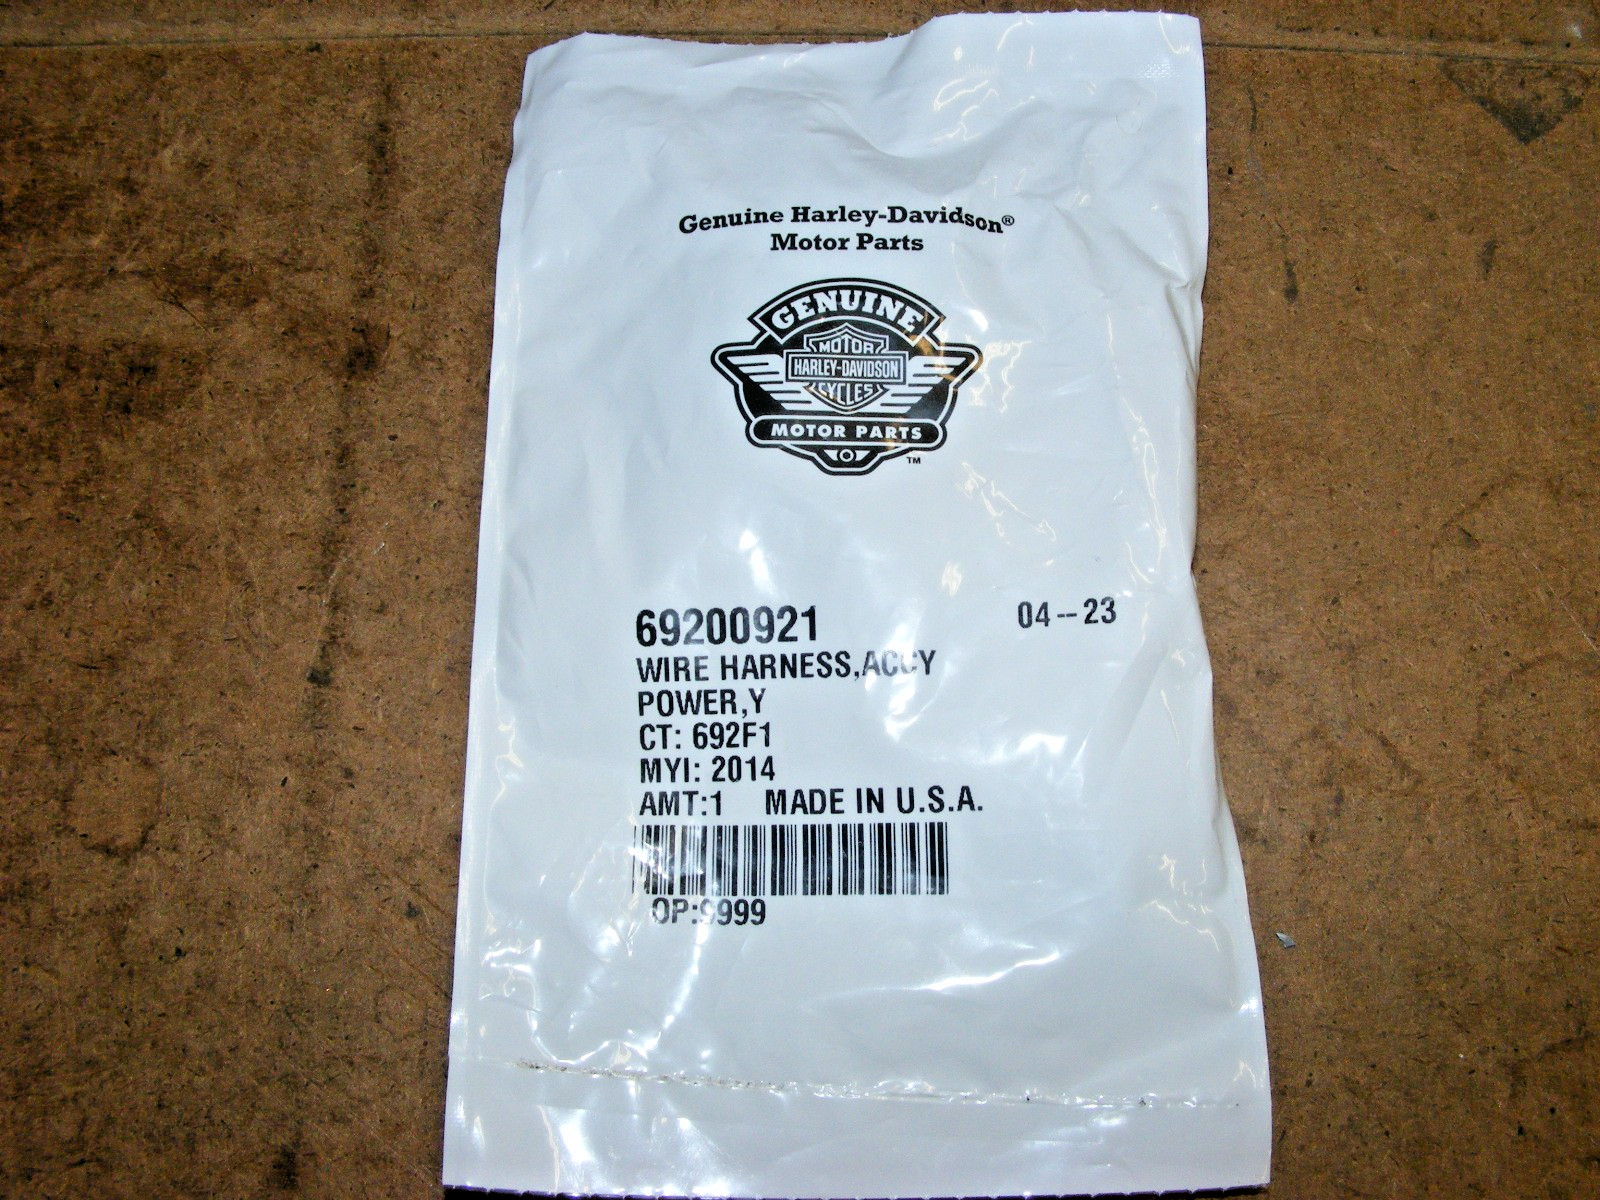 Genuine Harley-Davidson®
Motor Parts
GENUINE
MOTOR
HARLEY-DAVIDSON
CYCLES
MOTOR PARTS
TM
69200921 04--23
WIRE HARNESS,ACCY
POWER,Y
CT: 692F1
MYI: 2014
AMT:1 MADE IN U.S.A.
OP:9999